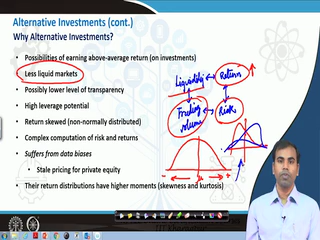 Alternative Investments (cont.)
Why Alternative Investments?
• Possibilities of earning above-average return (on investments)
• Less liquid markets
• Possibly lower level of transparency
• High leverage potential
• Return skewed (non-normally distributed)
• Complex computation of risk and returns
• Suffers from data biases
• Stale pricing for private equity
• Their return distributions have higher moments (skewness and kurtosis)
Liquidity ↔ Return ↑
Trading volume
Risk